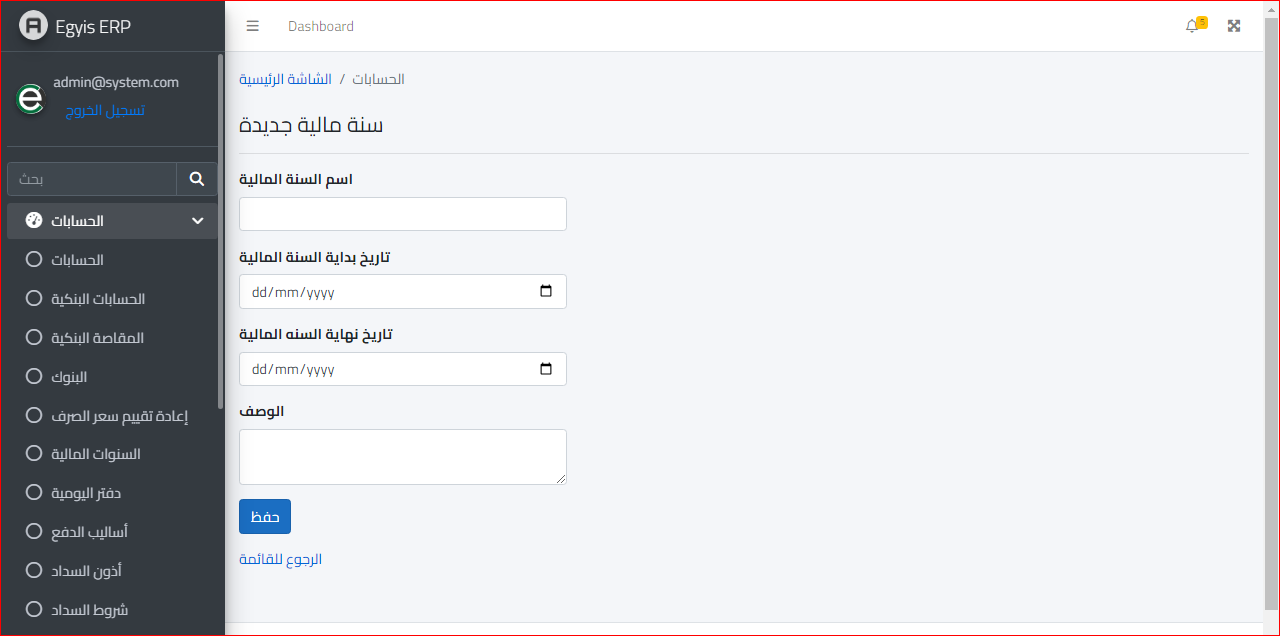 Egyis ERP
admin@system.com
تسجيل الخروج
بحث
الحسابات
الحسابات
الحسابات البنكية
المقاصة البنكية
البنوك
إعادة تقييم سعر الصرف
السنوات المالية
دفتر اليومية
أساليب الدفع
أذون السداد
شروط السداد
Dashboard
5
الشاشة الرئيسية / الحسابات
سنة مالية جديدة
اسم السنة المالية
تاريخ بداية السنة المالية
dd/mm/yyyy
تاريخ نهاية السنه المالية
dd/mm/yyyy
الوصف
حفظ
الرجوع للقائمة